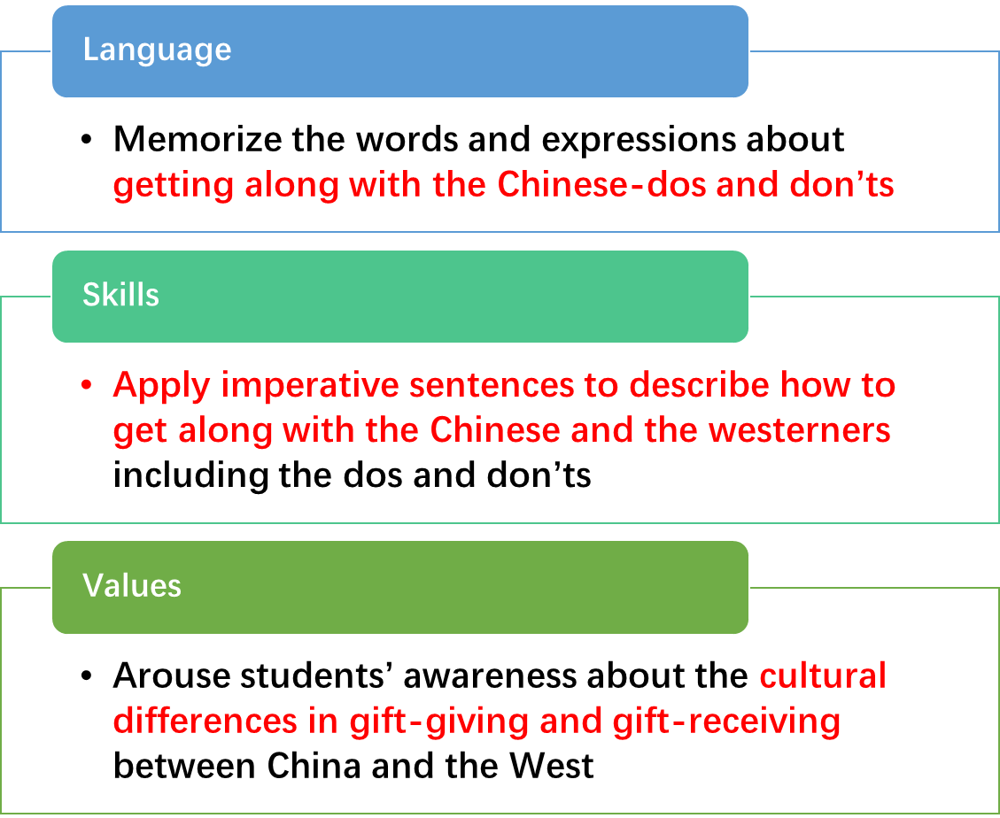 Language
• Memorize the words and expressions about
getting along with the Chinese-dos and don’ts
Skills
• Apply imperative sentences to describe how to
get along with the Chinese and the westerners
including the dos and don’ts
Values
• Arouse students’ awareness about the cultural
differences in gift-giving and gift-receiving
between China and the West